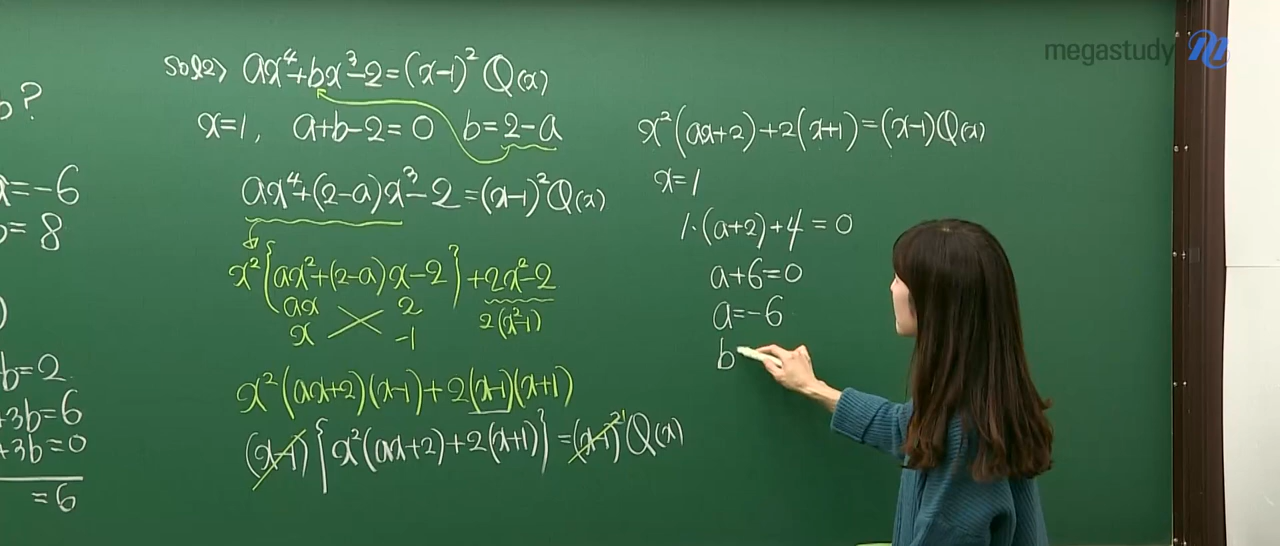 megastudy
b?
a=-6
b=8
)
b=2
+3b=6
+3b=0
=6
Sol2> ax⁴+bx³-2=(x-1)²Q(x)
x=1, a+b-2=0 b=2-a
ax⁴+(2-a)x³-2=(x-1)²Q(x)
x²{ax²+(2-a)x-2}+2x²-2
ax 2 2(x²-1)
x -1
x²(ax+2)(x-1)+2(x-1)(x+1)
(x-1){x²(ax+2)+2(x+1)}=(x-1)²¹Q(x)
x²(ax+2)+2(x+1)=(x-1)Q(x)
x=1
1·(a+2)+4=0
a+6=0
a=-6
b